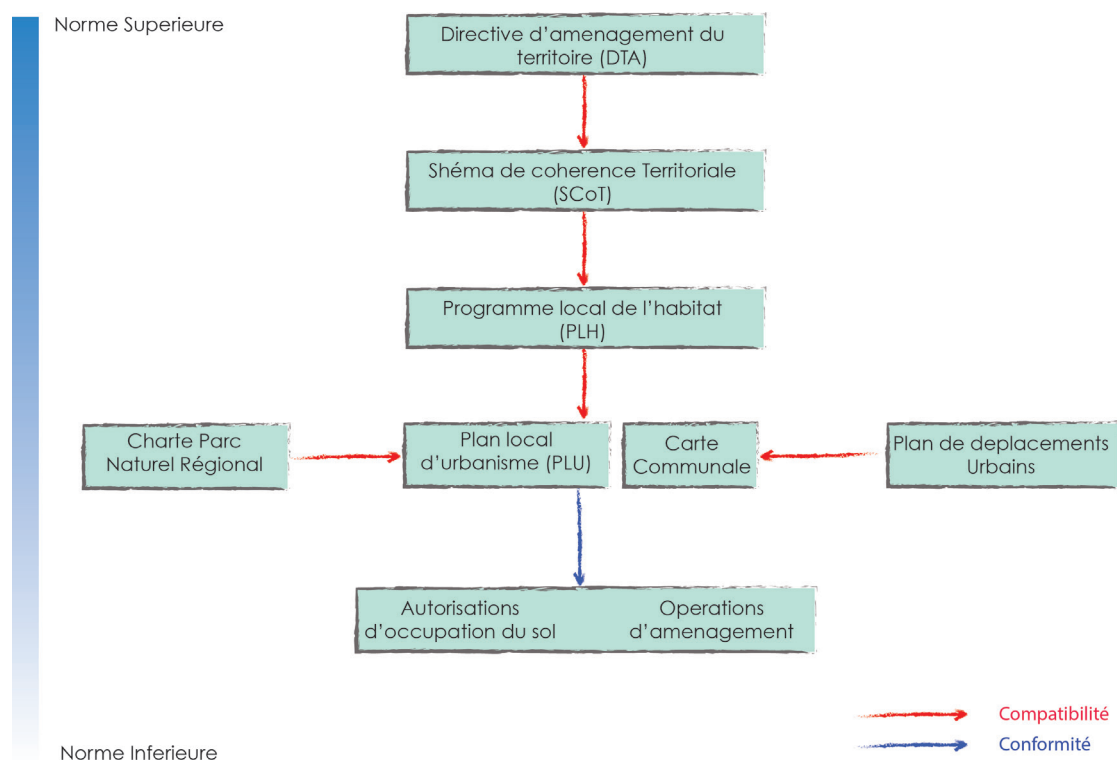 Norme Superieure
Directive d'amenagement du
territoire (DTA)
Shéma de coherence Territoriale
(SCoT)
Programme local de l'habitat
(PLH)
Charte Parc
Naturel Régional
Plan local
d'urbanisme (PLU)
Carte
Communale
Plan de deplacements
Urbains
Autorisations
d'occupation du sol
Operations
d'amenagement
Compatibilité
Conformité
Norme Inferieure